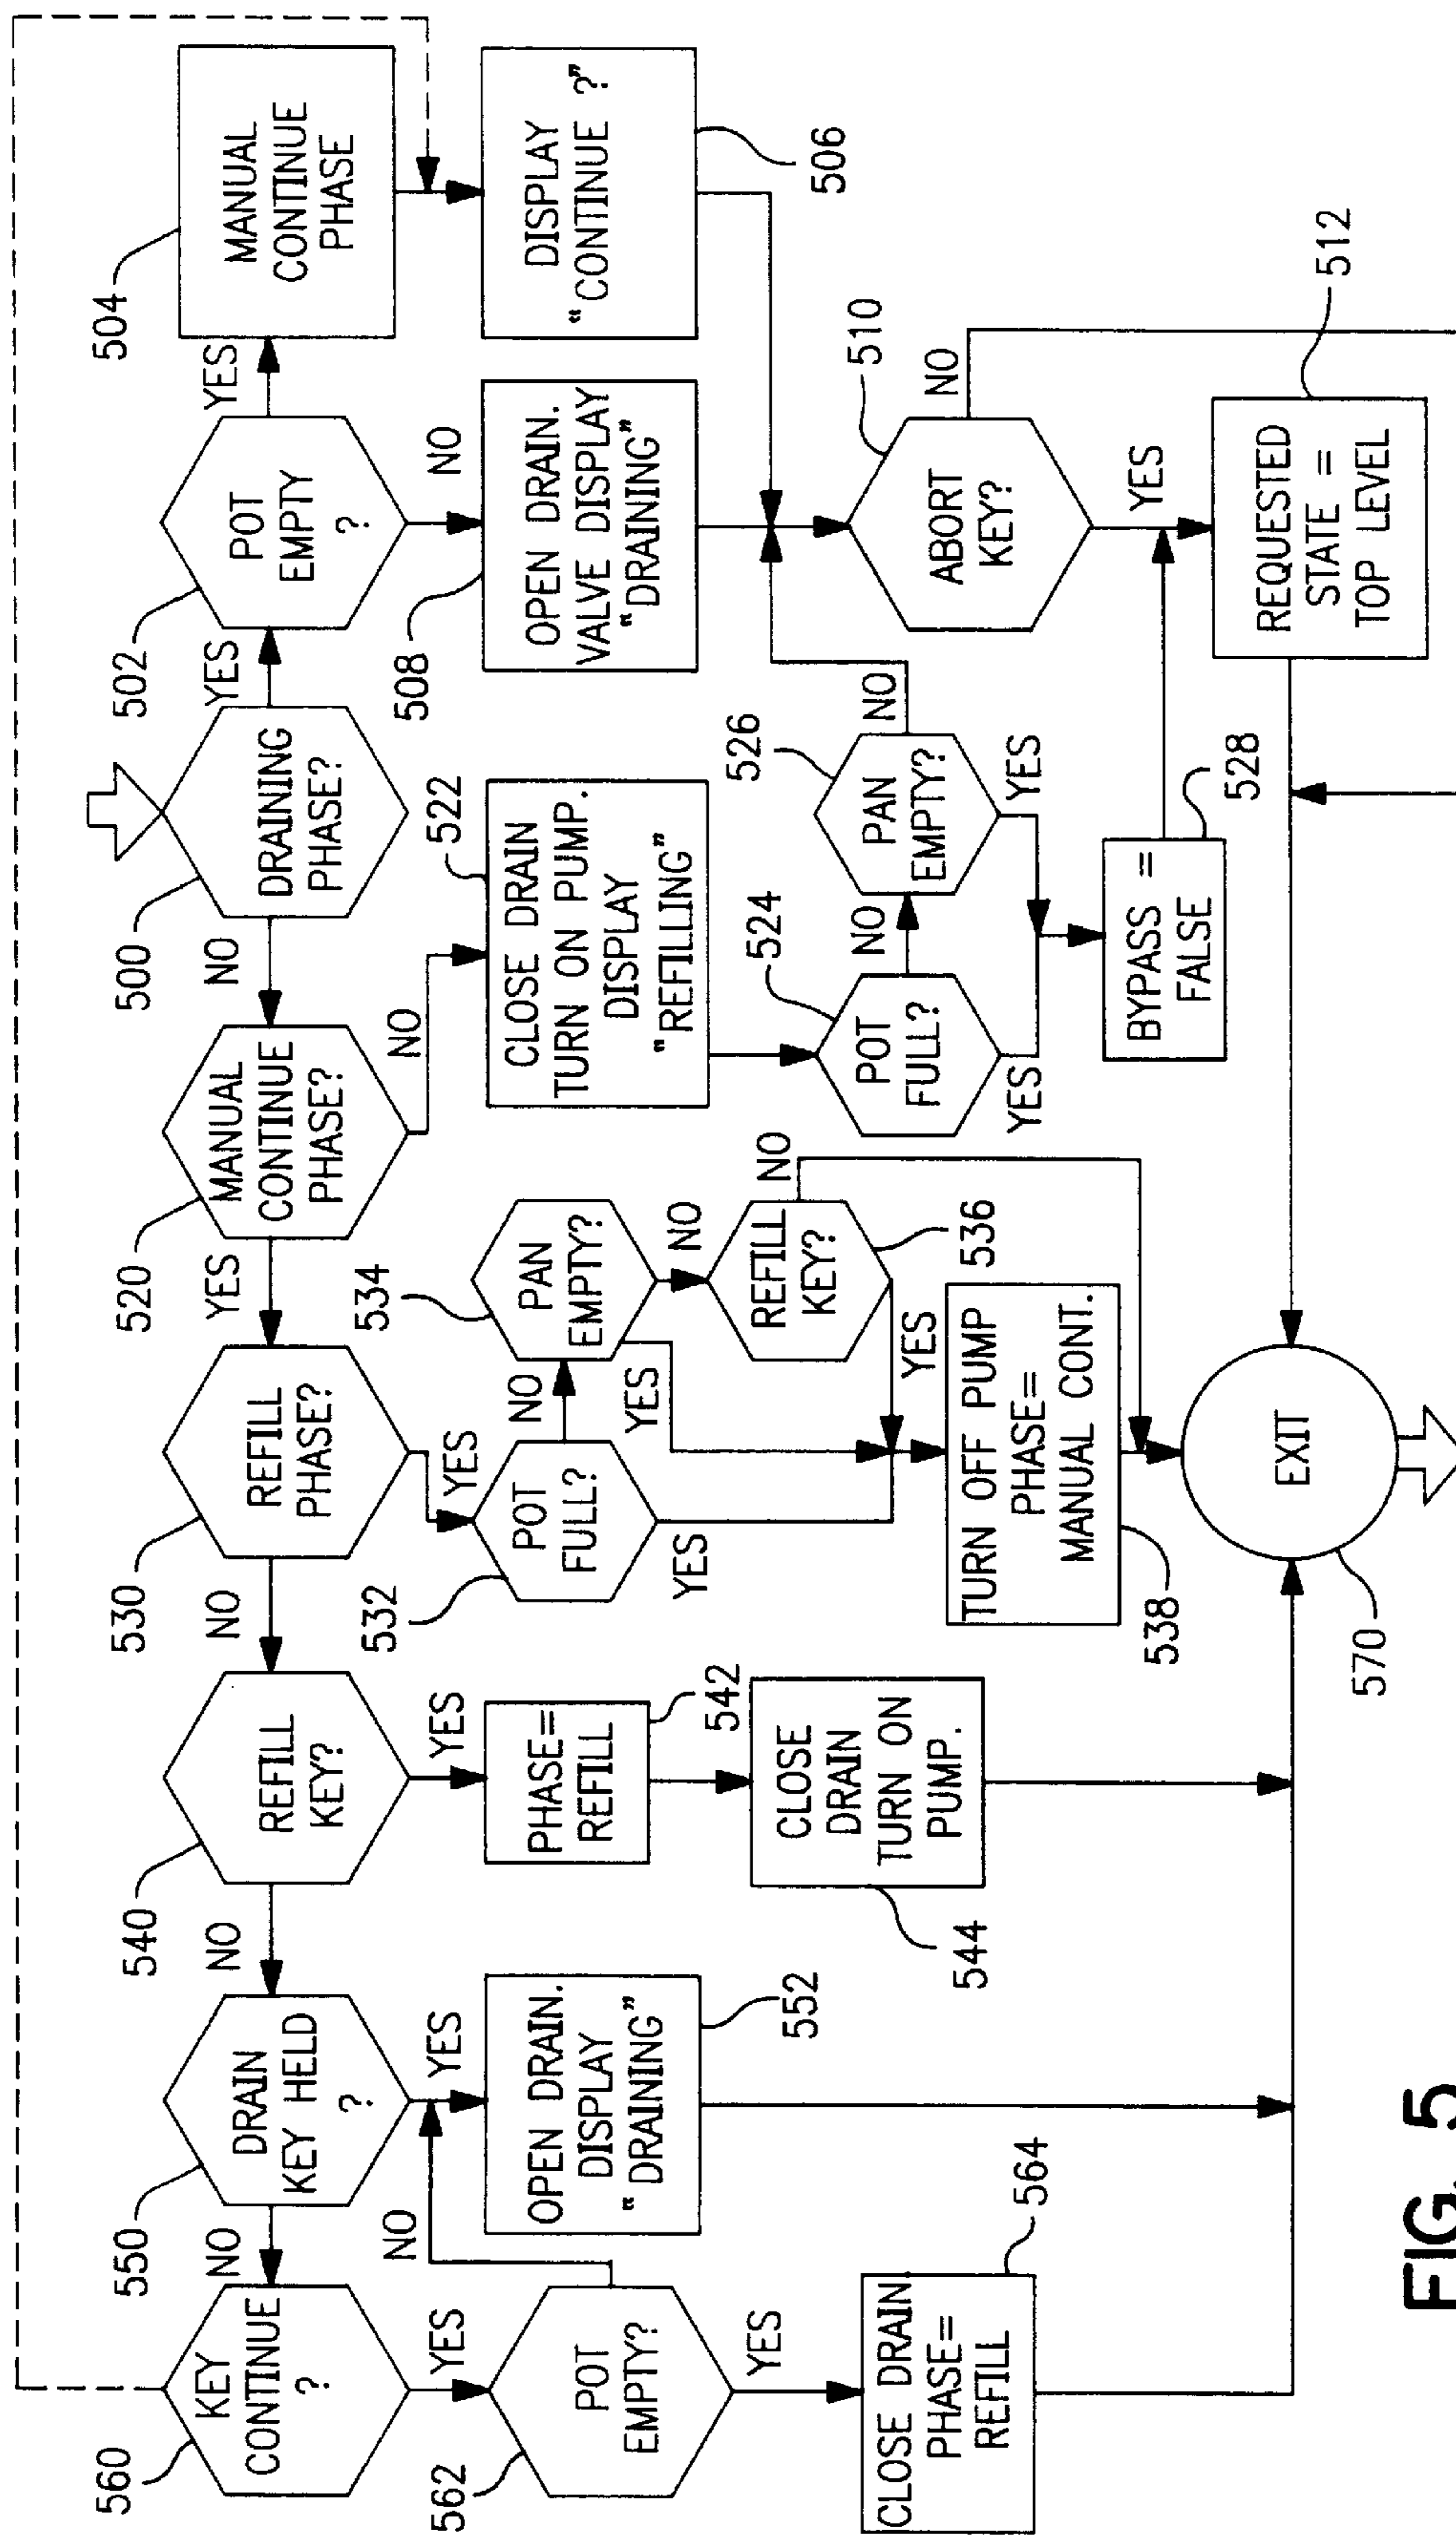 560
KEY
CONTINUE
?
NO
YES
562
POT
EMPTY?
NO
YES
CLOSE DRAIN
PHASE=
REFILL
564
550
DRAIN
KEY HELD
?
NO
YES
OPEN DRAIN.
DISPLAY
“DRAINING”
552
540
REFILL
KEY?
NO
YES
PHASE=
REFILL
542
CLOSE
DRAIN
TURN ON
PUMP.
544
530
REFILL
PHASE?
YES
YES
532
POT
FULL?
NO
YES
534
PAN
EMPTY?
YES
NO
REFILL
KEY?
536
NO
YES
TURN OFF PUMP
PHASE=
MANUAL CONT.
538
520
MANUAL
CONTINUE
PHASE?
NO
NO
CLOSE DRAIN
TURN ON PUMP.
DISPLAY
“REFILLING”
522
524
POT
FULL?
NO
YES
526
PAN
EMPTY?
NO
YES
BYPASS =
FALSE
528
500
DRAINING
PHASE?
YES
502
POT
EMPTY
?
YES
NO
504
MANUAL
CONTINUE
PHASE
DISPLAY
“CONTINUE ?”
506
508
OPEN DRAIN.
VALVE DISPLAY
“DRAINING”
510
ABORT
KEY?
NO
YES
REQUESTED
STATE =
TOP LEVEL
512
EXIT
570
FIG. 5